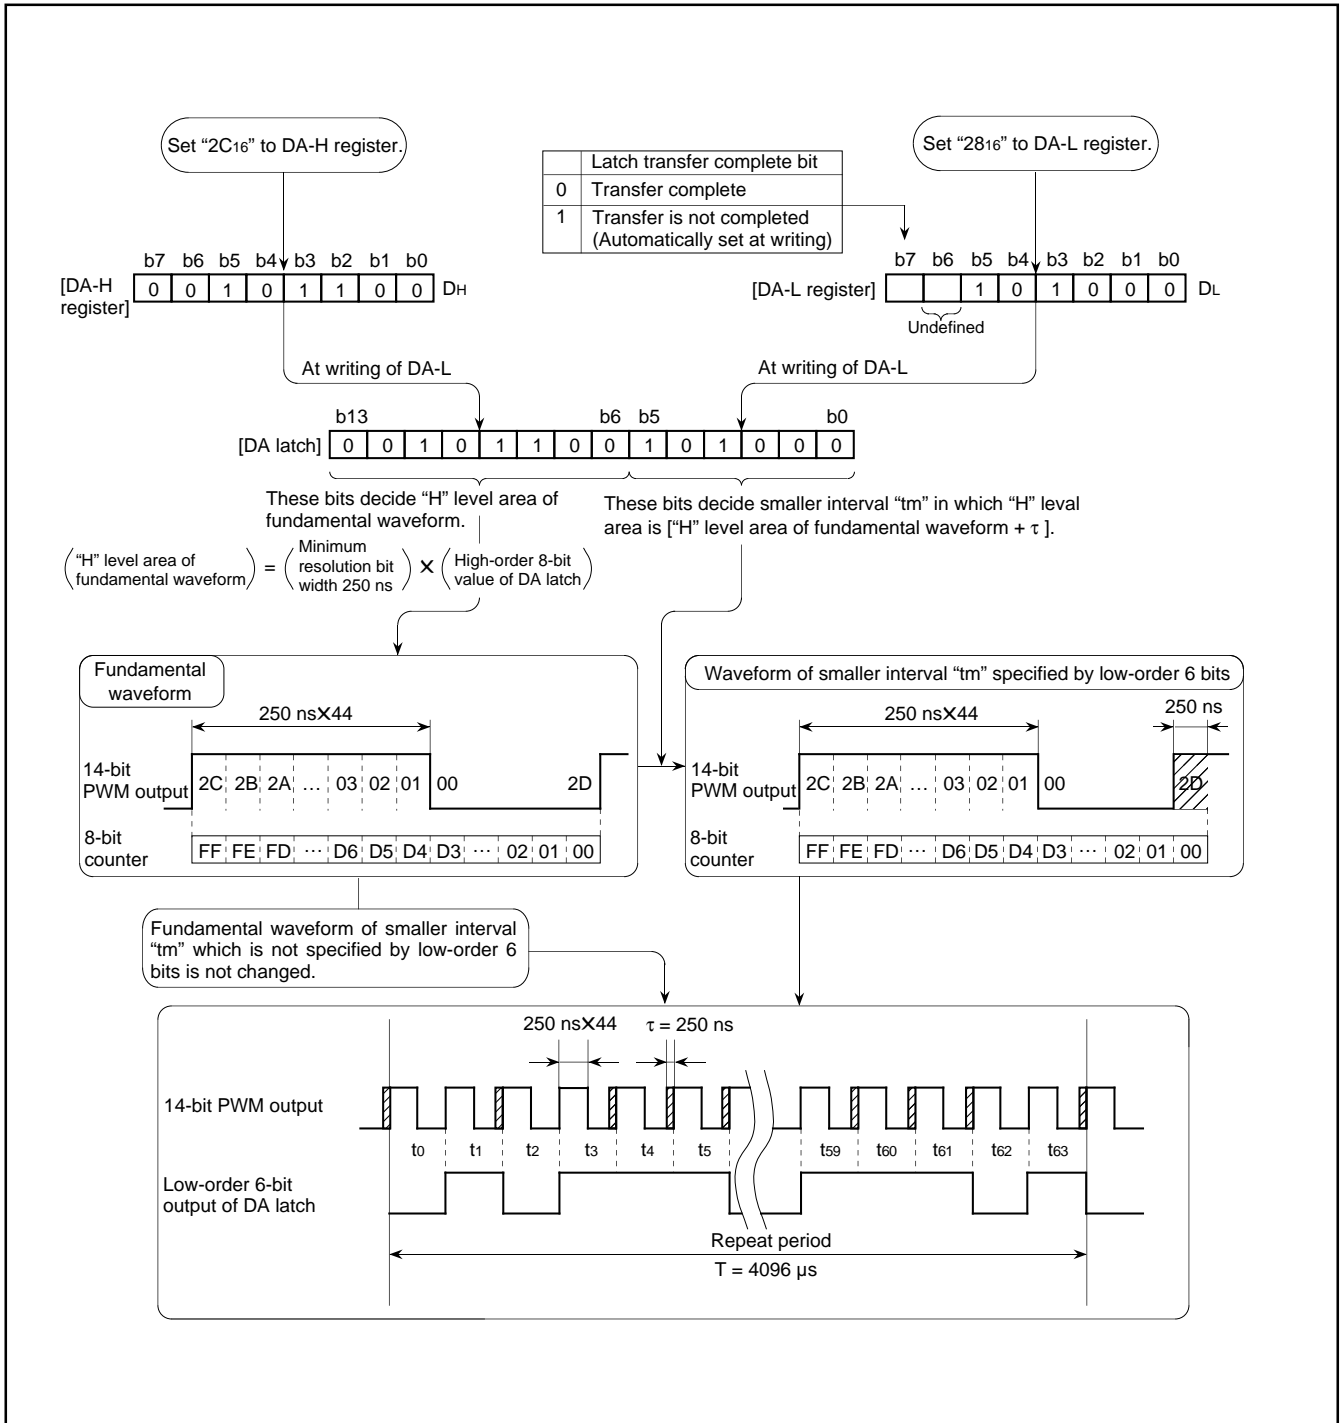 Set “2C16” to DA-H register.
Set “2816” to DA-L register.
Latch transfer complete bit
0 Transfer complete
1 Transfer is not completed
(Automatically set at writing)
b7 b6 b5 b4 b3 b2 b1 b0
[DA-H register] 0 0 1 0 1 1 0 0 DH
b7 b6 b5 b4 b3 b2 b1 b0
[DA-L register] 1 0 1 0 0 0 DL
Undefined
At writing of DA-L
At writing of DA-L
b13 b6 b5 b0
[DA latch] 0 0 1 0 1 1 0 0 1 0 1 0 0 0
These bits decide “H” level area of
fundamental waveform.
These bits decide smaller interval “tm” in which “H” leval
area is [“H” level area of fundamental waveform + τ ].
(“H” level area of fundamental waveform) = (Minimum resolution bit width 250 ns) × (High-order 8-bit value of DA latch)
Fundamental
waveform
250 ns×44
14-bit
PWM output
2C 2B 2A … 03 02 01 00 2D
8-bit
counter
FF FE FD … D6 D5 D4 D3 … 02 01 00
Waveform of smaller interval “tm” specified by low-order 6 bits
250 ns×44
250 ns
14-bit
PWM output
2C 2B 2A … 03 02 01 00 2D
8-bit
counter
FF FE FD … D6 D5 D4 D3 … 02 01 00
Fundamental waveform of smaller interval
“tm” which is not specified by low-order 6
bits is not changed.
250 ns×44
τ = 250 ns
14-bit PWM output
t0 t1 t2 t3 t4 t5 t59 t60 t61 t62 t63
Low-order 6-bit
output of DA latch
Repeat period
T = 4096 µs